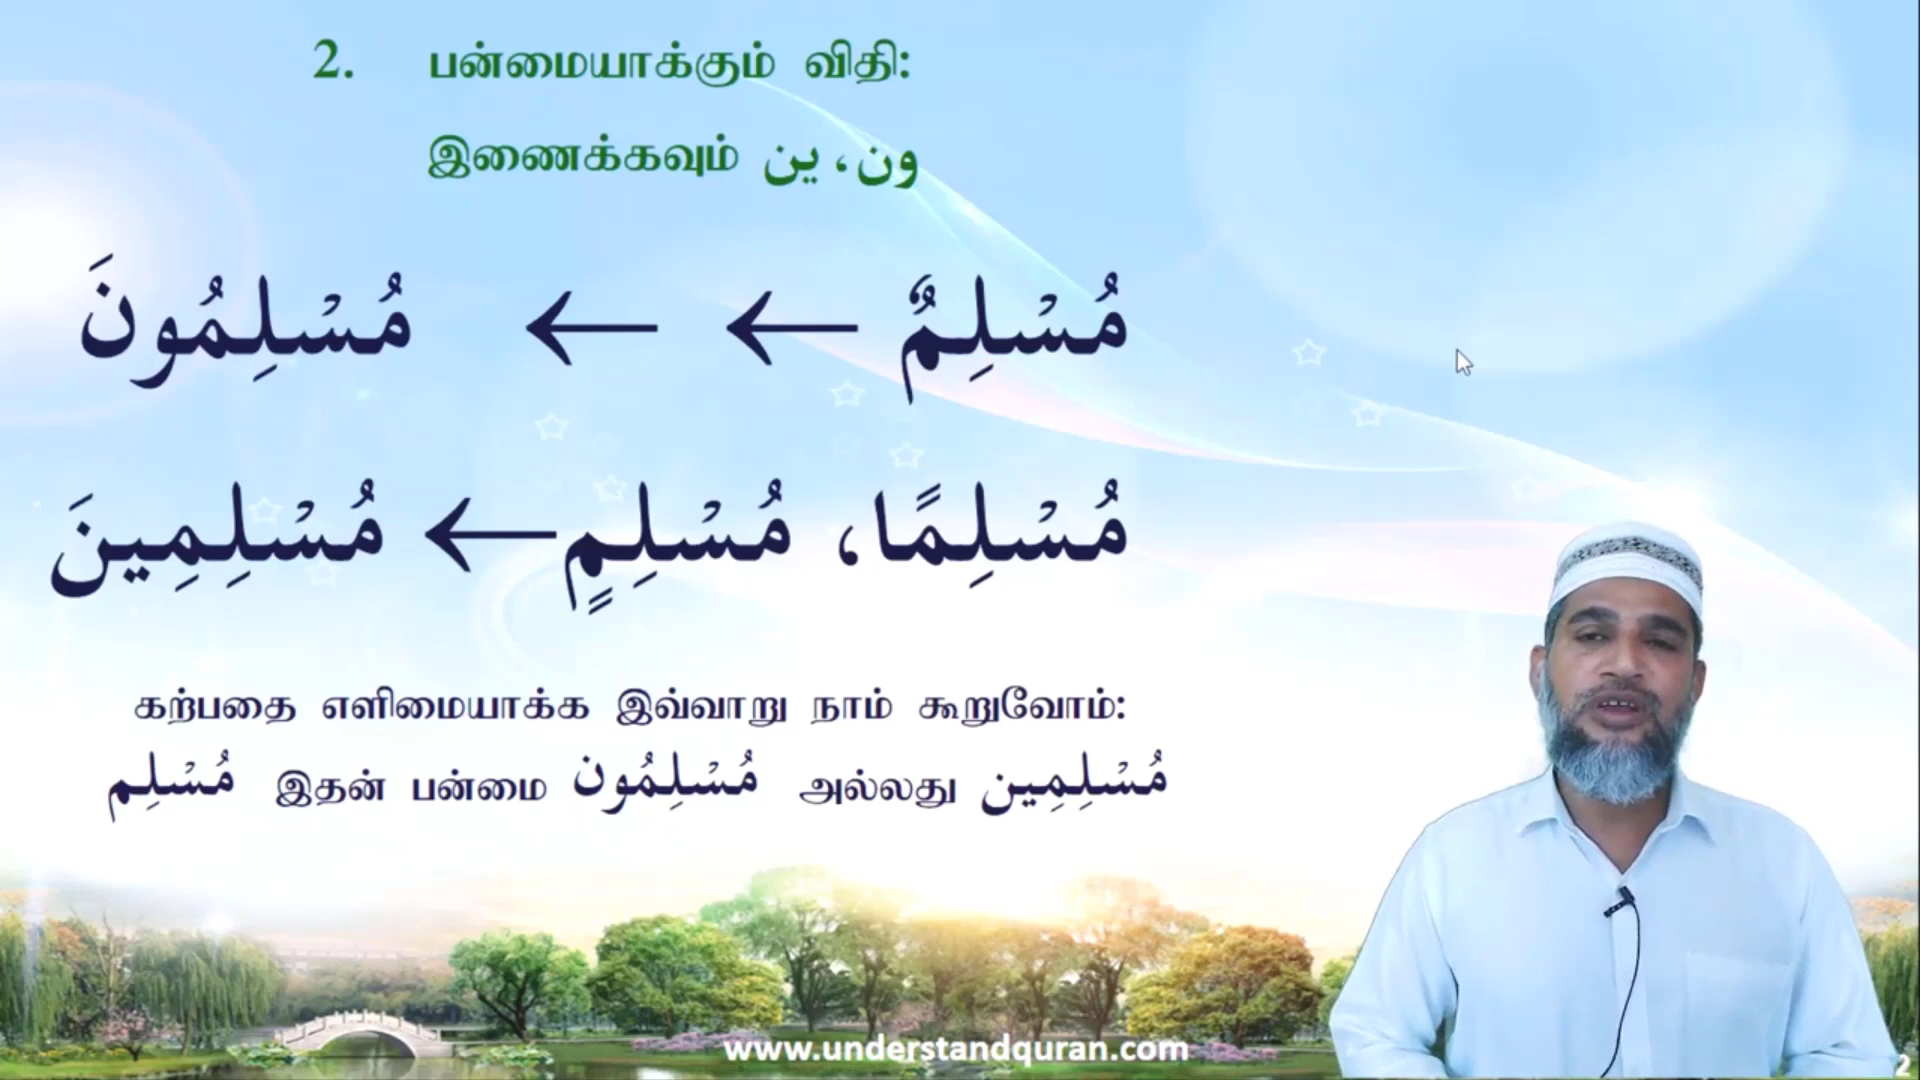 2. பன்மையாக்கும் விதி:
இணைக்கவும் ون، ين
مُسْلِمٌ ← ← مُسْلِمُونَ
مُسْلِمًا، مُسْلِمٍ ← مُسْلِمِينَ
கற்பதை எளிமையாக்க இவ்வாறு நாம் கூறுவோம்:
مُسْلِم இதன் பன்மை مُسْلِمُون அல்லது مُسْلِمِين
www.understandquran.com
2